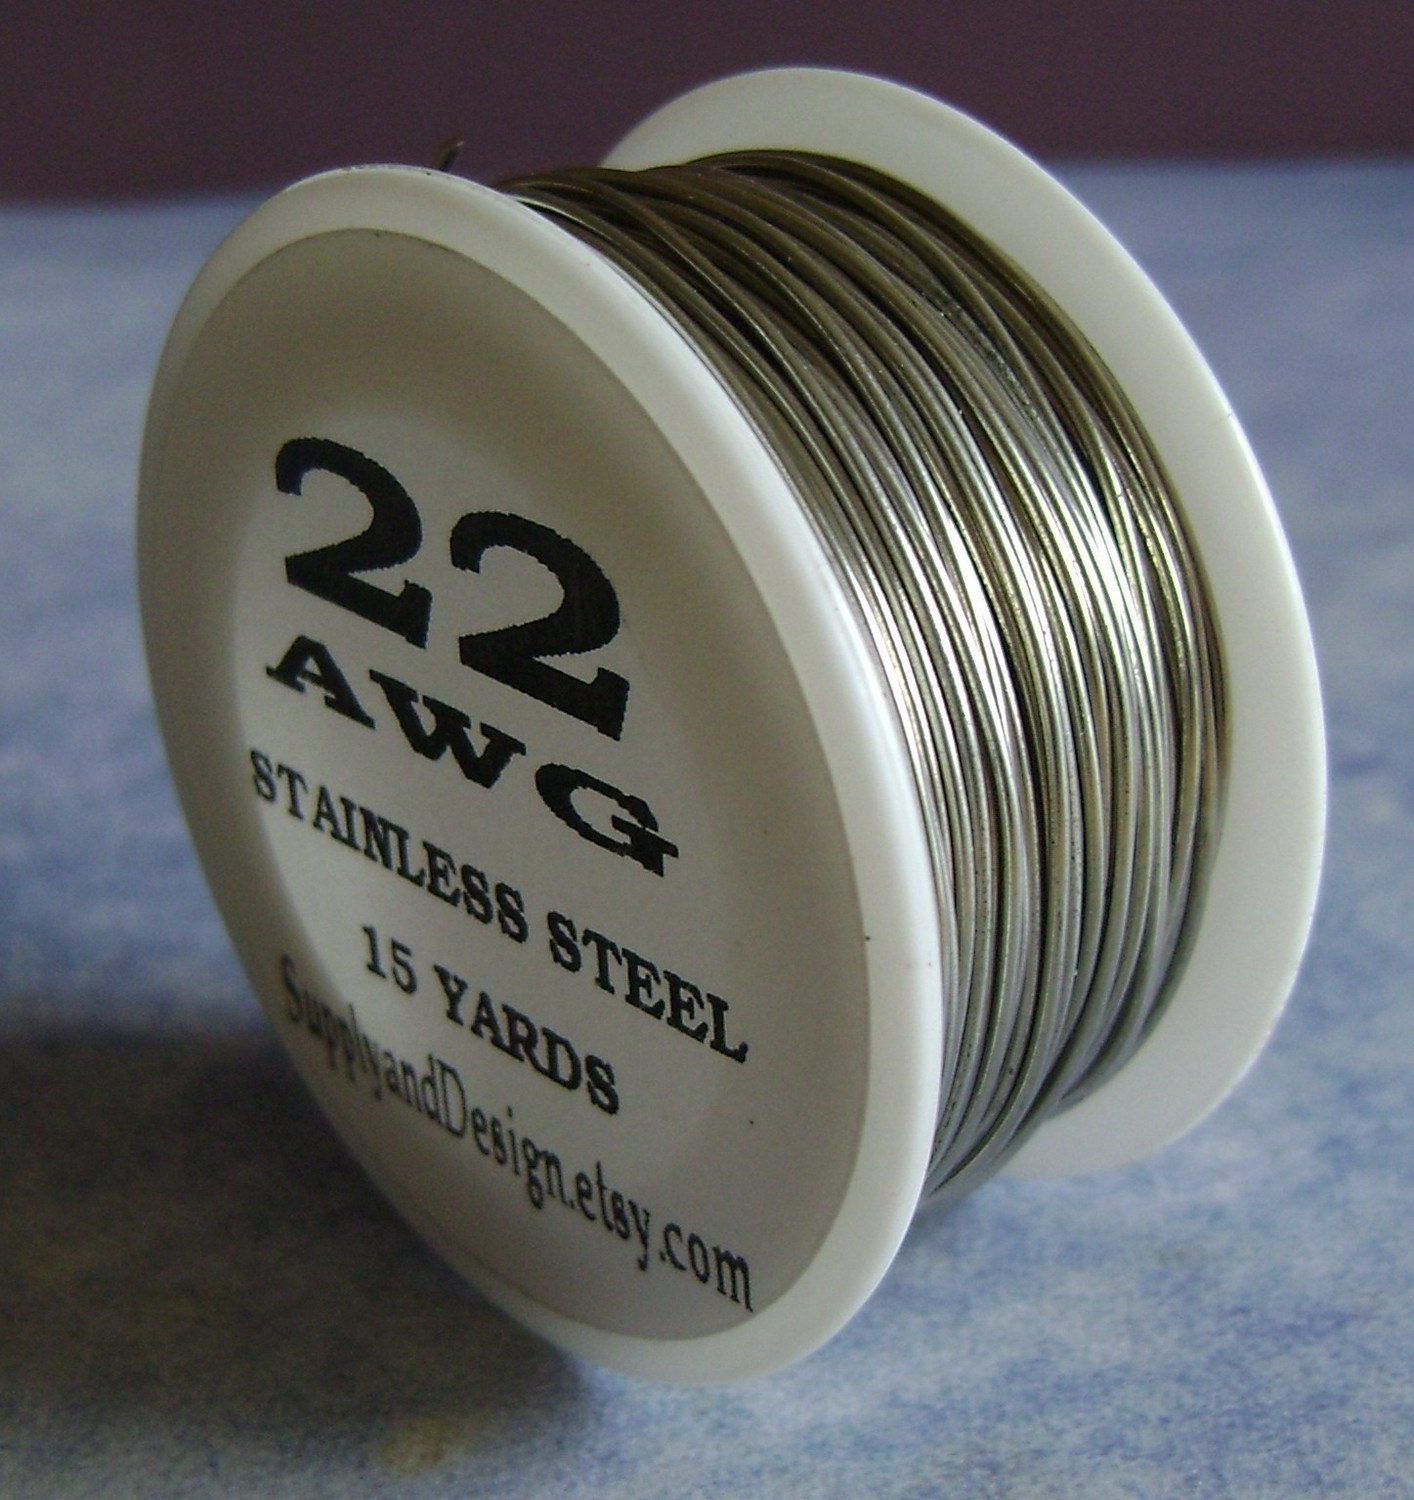 22
AWG
STAINLESS STEEL
15 YARDS
SupplyandDesign.etsy.com